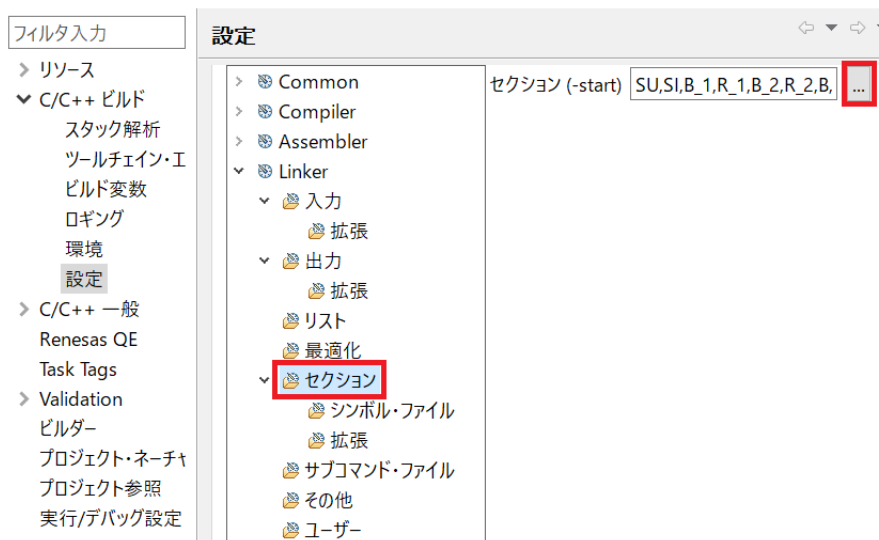 フィルタ入力
リソース
C/C++ ビルド
スタック解析
ツールチェイン・エ
ビルド変数
ロギング
環境
設定
C/C++ 一般
Renesas QE
Task Tags
Validation
ビルダー
プロジェクト・ネーチャ
プロジェクト参照
実行/デバッグ設定
設定
Common
Compiler
Assembler
Linker
入力
拡張
出力
拡張
リスト
最適化
セクション
シンボル・ファイル
拡張
サブコマンド・ファイル
その他
ユーザー
セクション (-start) SU,SI,B_1,R_1,B_2,R_2,B, ...